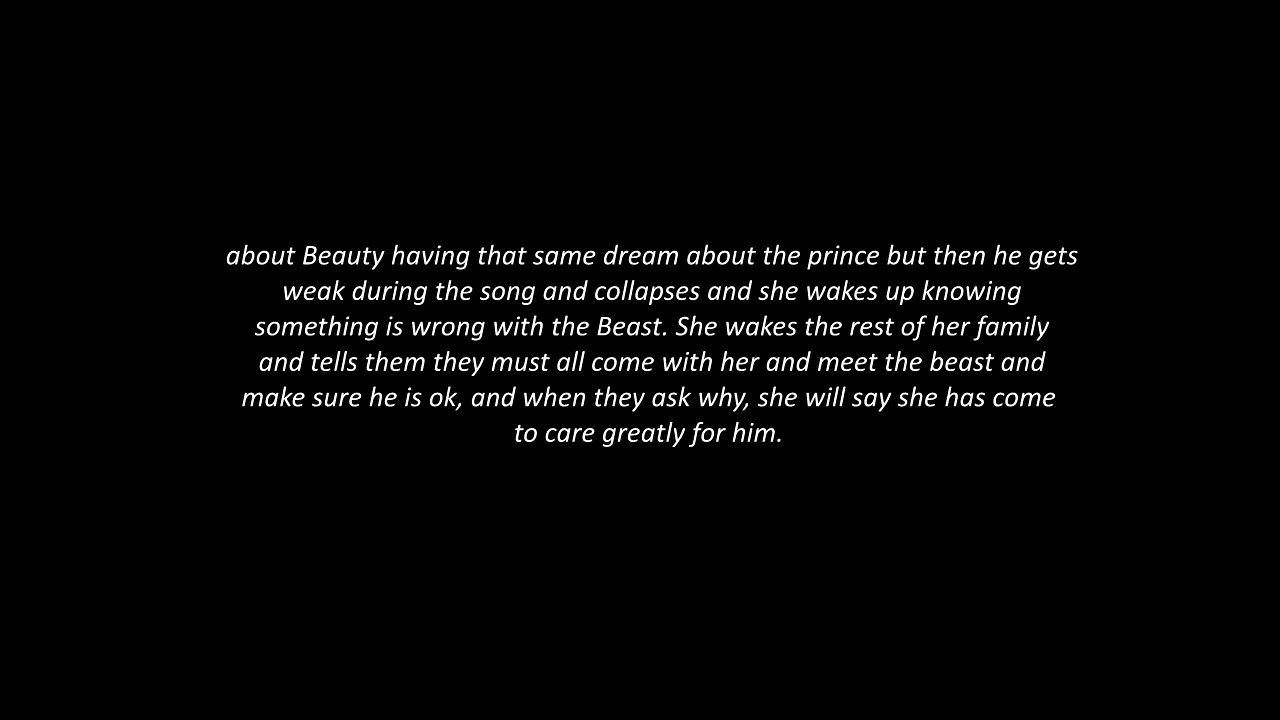 about Beauty having that same dream about the prince but then he gets
weak during the song and collapses and she wakes up knowing
something is wrong with the Beast. She wakes the rest of her family
and tells them they must all come with her and meet the beast and
make sure he is ok, and when they ask why, she will say she has come
to care greatly for him.